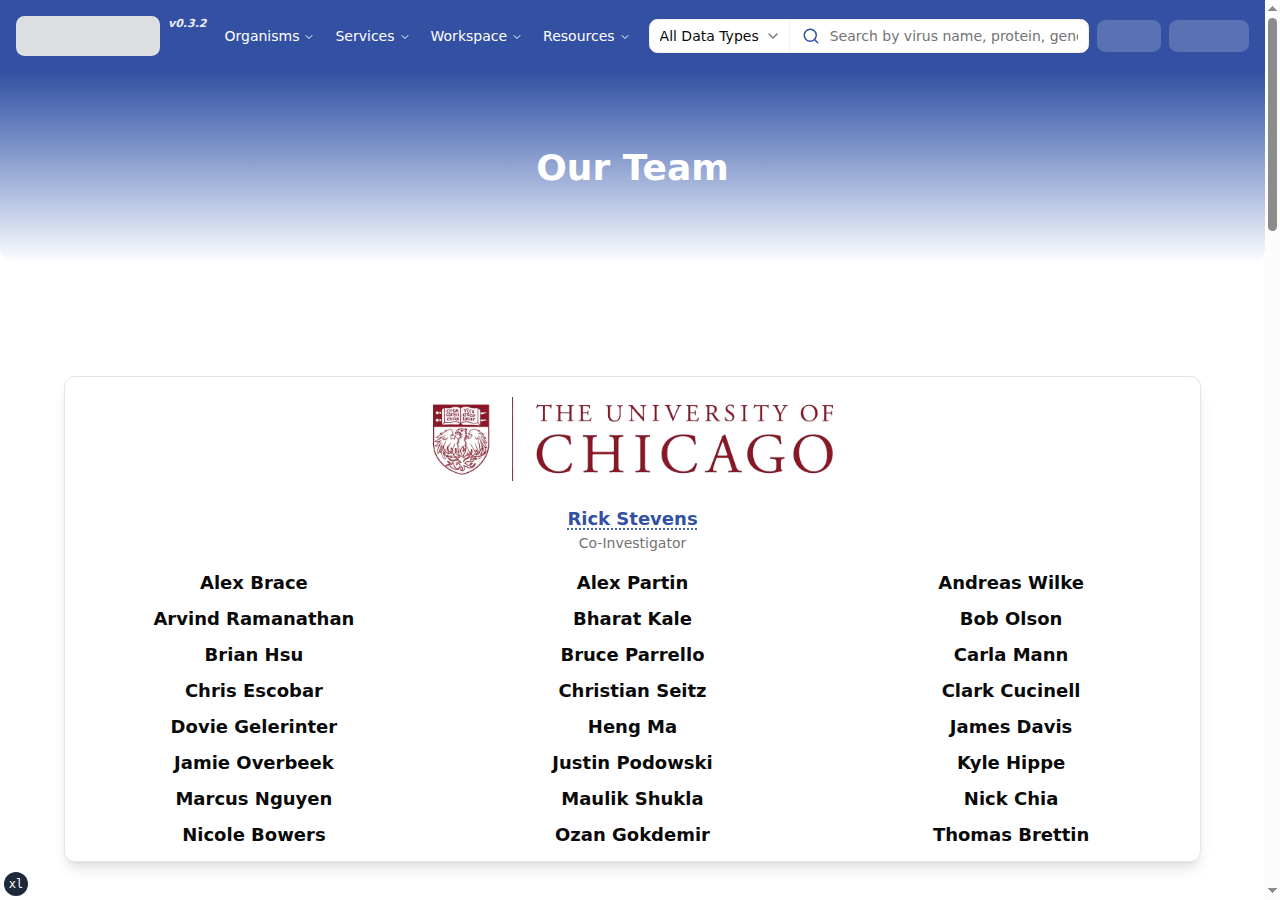 v0.3.2
Organisms
Services
Workspace
Resources
All Data Types
Search by virus name, protein, gen
Our Team
THE UNIVERSITY OF
CHICAGO
Rick Stevens
Co-Investigator
Alex Brace
Alex Partin
Andreas Wilke
Arvind Ramanathan
Bharat Kale
Bob Olson
Brian Hsu
Bruce Parrello
Carla Mann
Chris Escobar
Christian Seitz
Clark Cucinell
Dovie Gelerinter
Heng Ma
James Davis
Jamie Overbeek
Justin Podowski
Kyle Hippe
Marcus Nguyen
Maulik Shukla
Nick Chia
Nicole Bowers
Ozan Gokdemir
Thomas Brettin
xl